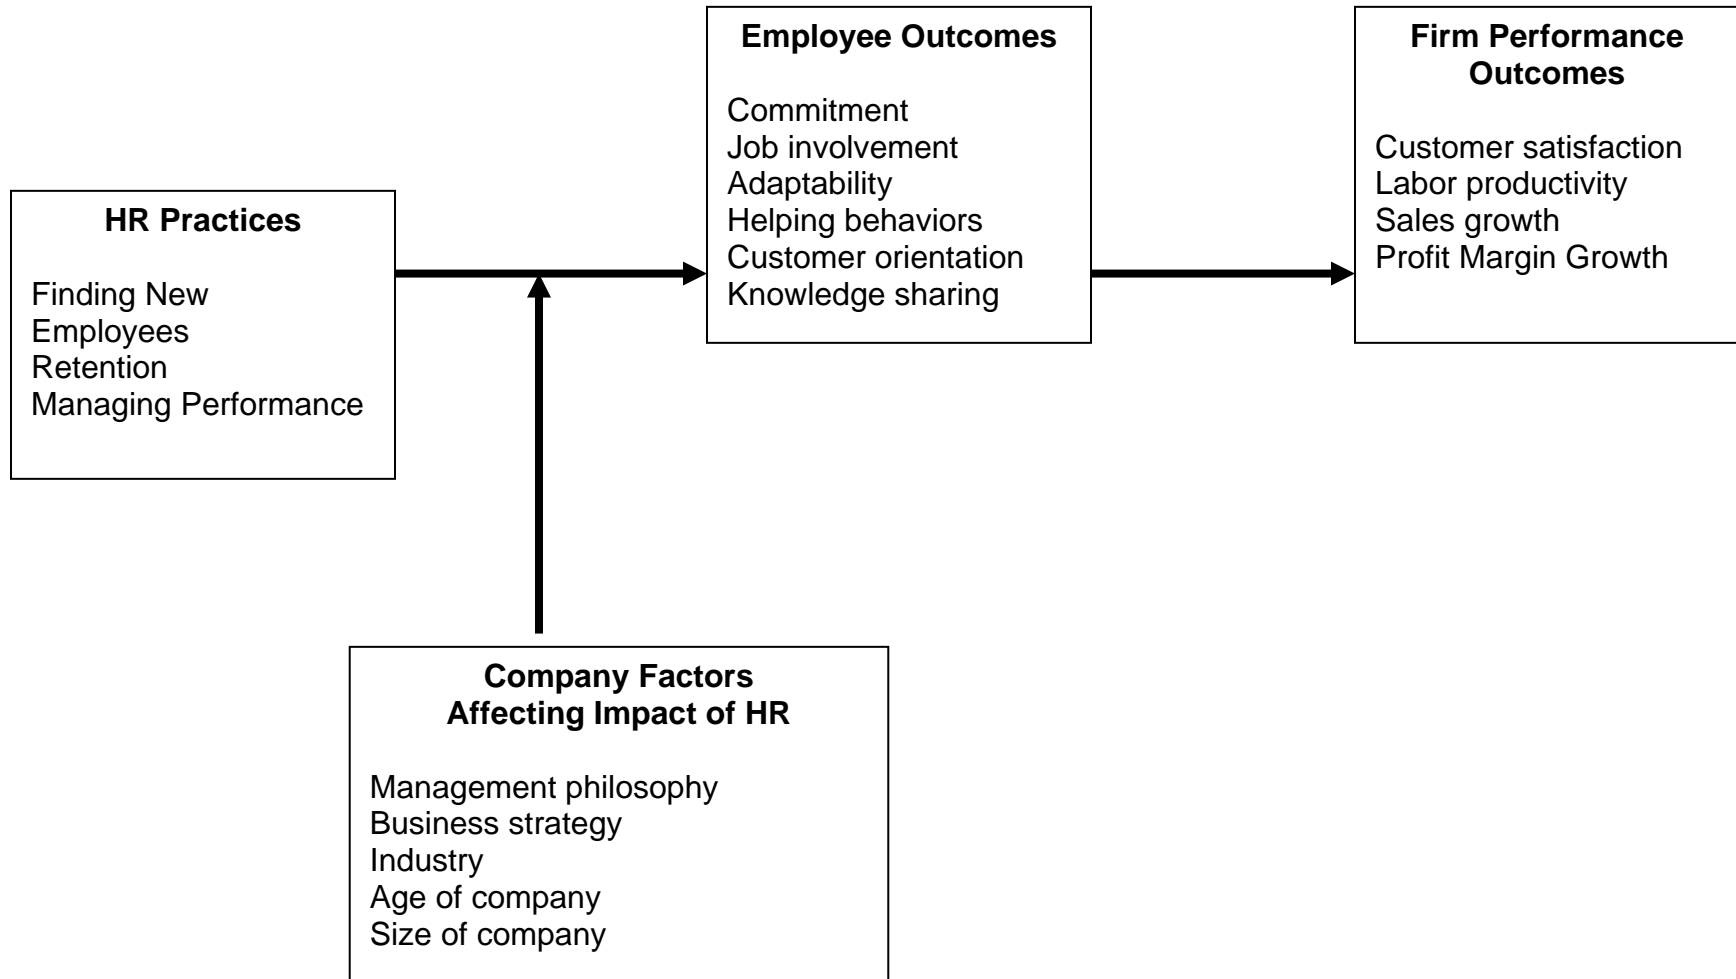 HR Practices
Finding New
Employees
Retention
Managing Performance
Employee Outcomes
Commitment
Job involvement
Adaptability
Helping behaviors
Customer orientation
Knowledge sharing
Firm Performance
Outcomes
Customer satisfaction
Labor productivity
Sales growth
Profit Margin Growth
Company Factors
Affecting Impact of HR
Management philosophy
Business strategy
Industry
Age of company
Size of company